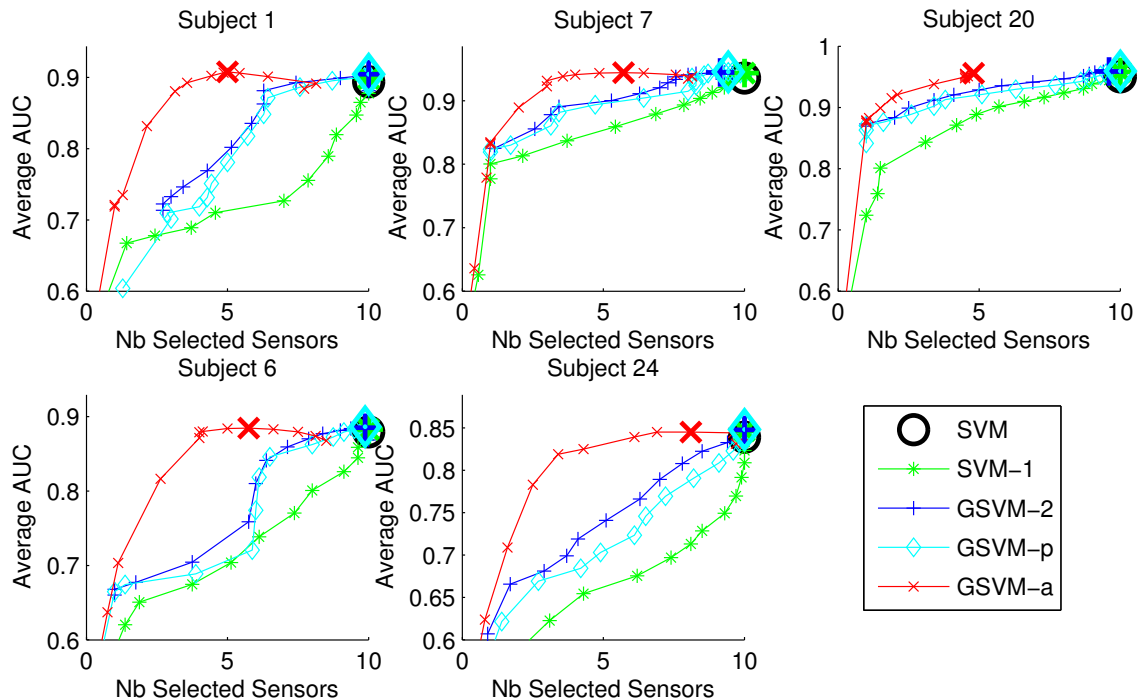 Subject 1
Average AUC
0.9
0.8
0.7
0.6
0
5
10
Nb Selected Sensors
Subject 7
Average AUC
0.9
0.8
0.7
0.6
0
5
10
Nb Selected Sensors
Subject 20
Average AUC
1
0.9
0.8
0.7
0.6
0
5
10
Nb Selected Sensors
Subject 6
Average AUC
0.9
0.8
0.7
0.6
0
5
10
Nb Selected Sensors
Subject 24
Average AUC
0.85
0.8
0.75
0.7
0.65
0.6
0
5
10
Nb Selected Sensors
SVM
SVM-1
GSVM-2
GSVM-p
GSVM-a